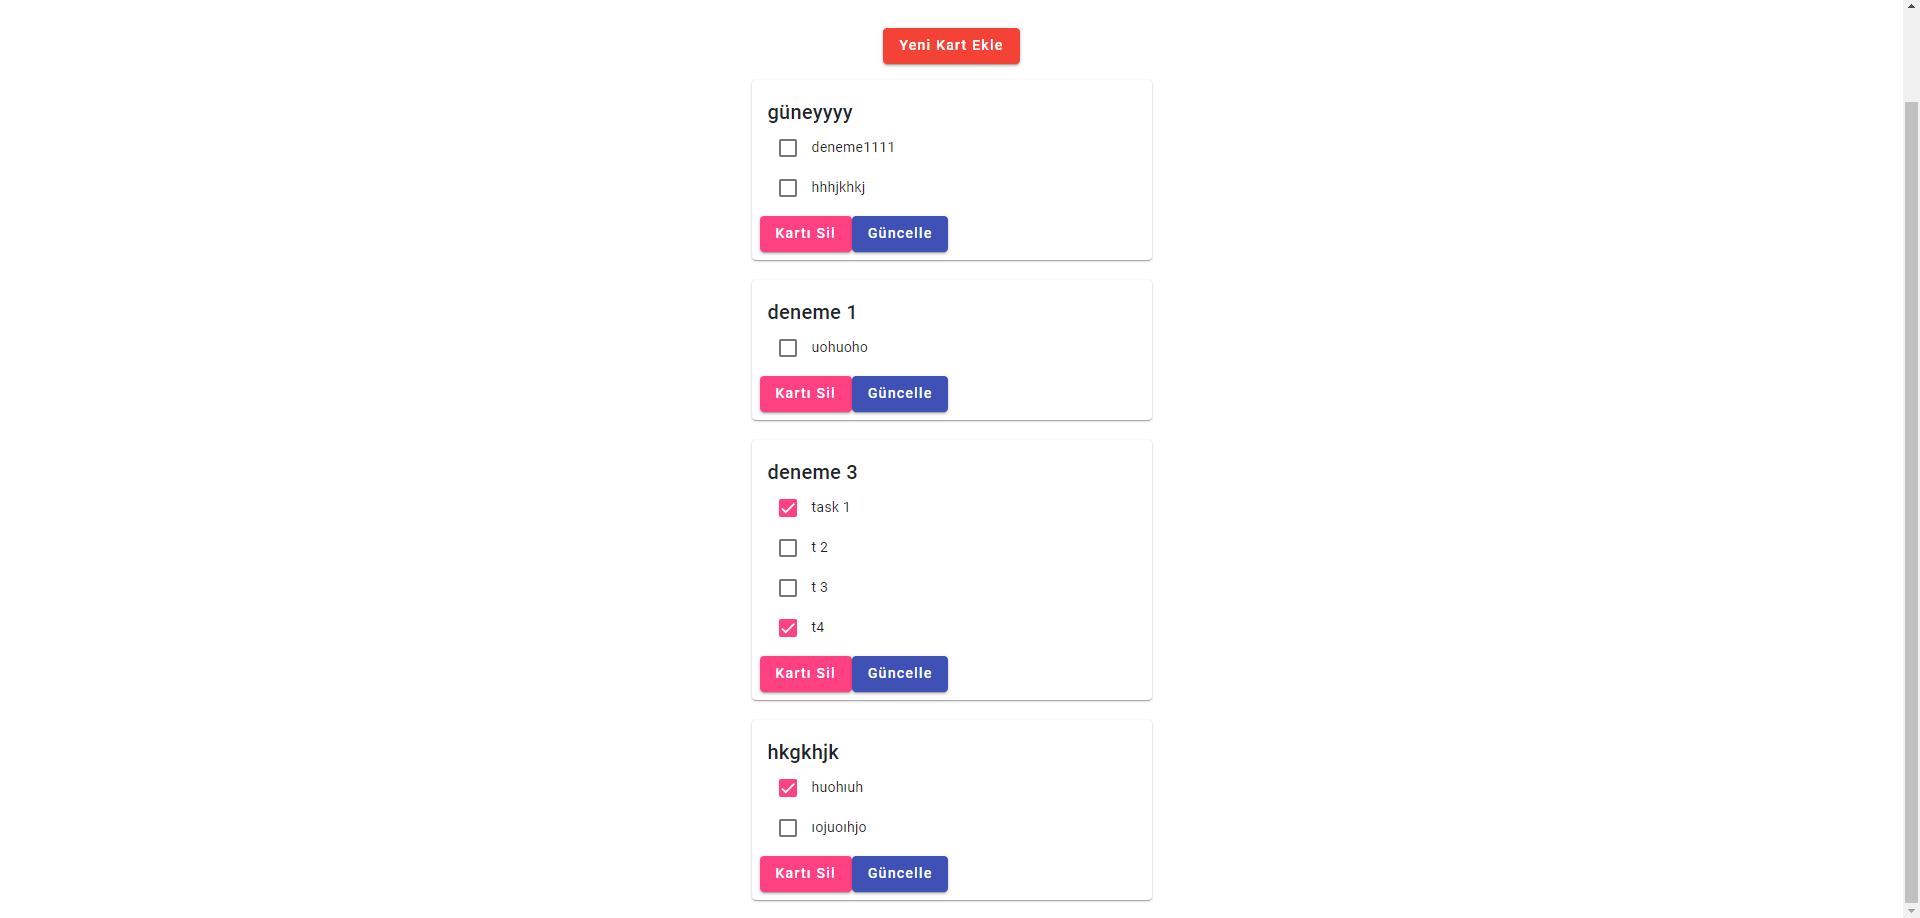 Yeni Kart Ekle
güneyyyy
deneme1111
hhhjkhkj
Kartı Sil Güncelle
deneme 1
uohuoho
Kartı Sil Güncelle
deneme 3
task 1
t 2
t 3
t4
Kartı Sil Güncelle
hkgkhjk
huohıuh
ıojuoıhjo
Kartı Sil Güncelle